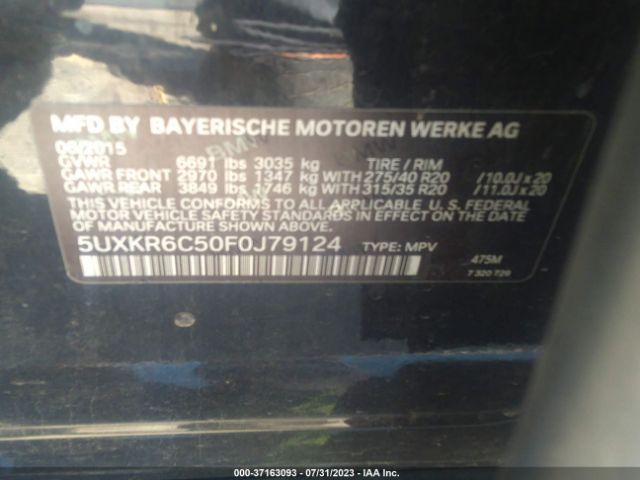 MFD BY BAYERISCHE MOTOREN WERKE AG
06/2015
GVWR 6691 lbs 3035 kg TIRE / RIM
GAWR FRONT 2970 lbs 1347 kg WITH 275/40 R20 /10.0J x 20
GAWR REAR 3849 lbs 1746 kg WITH 315/35 R20 /11.0J x 20
THIS VEHICLE CONFORMS TO ALL APPLICABLE U.S. FEDERAL
MOTOR VEHICLE SAFETY STANDARDS IN EFFECT ON THE DATE OF
MANUFACTURE SHOWN ABOVE.
5UXKR6C50F0J79124 TYPE: MPV
475M
7 320 729
000-37163093 / 07/31/2023 - IAA Inc.